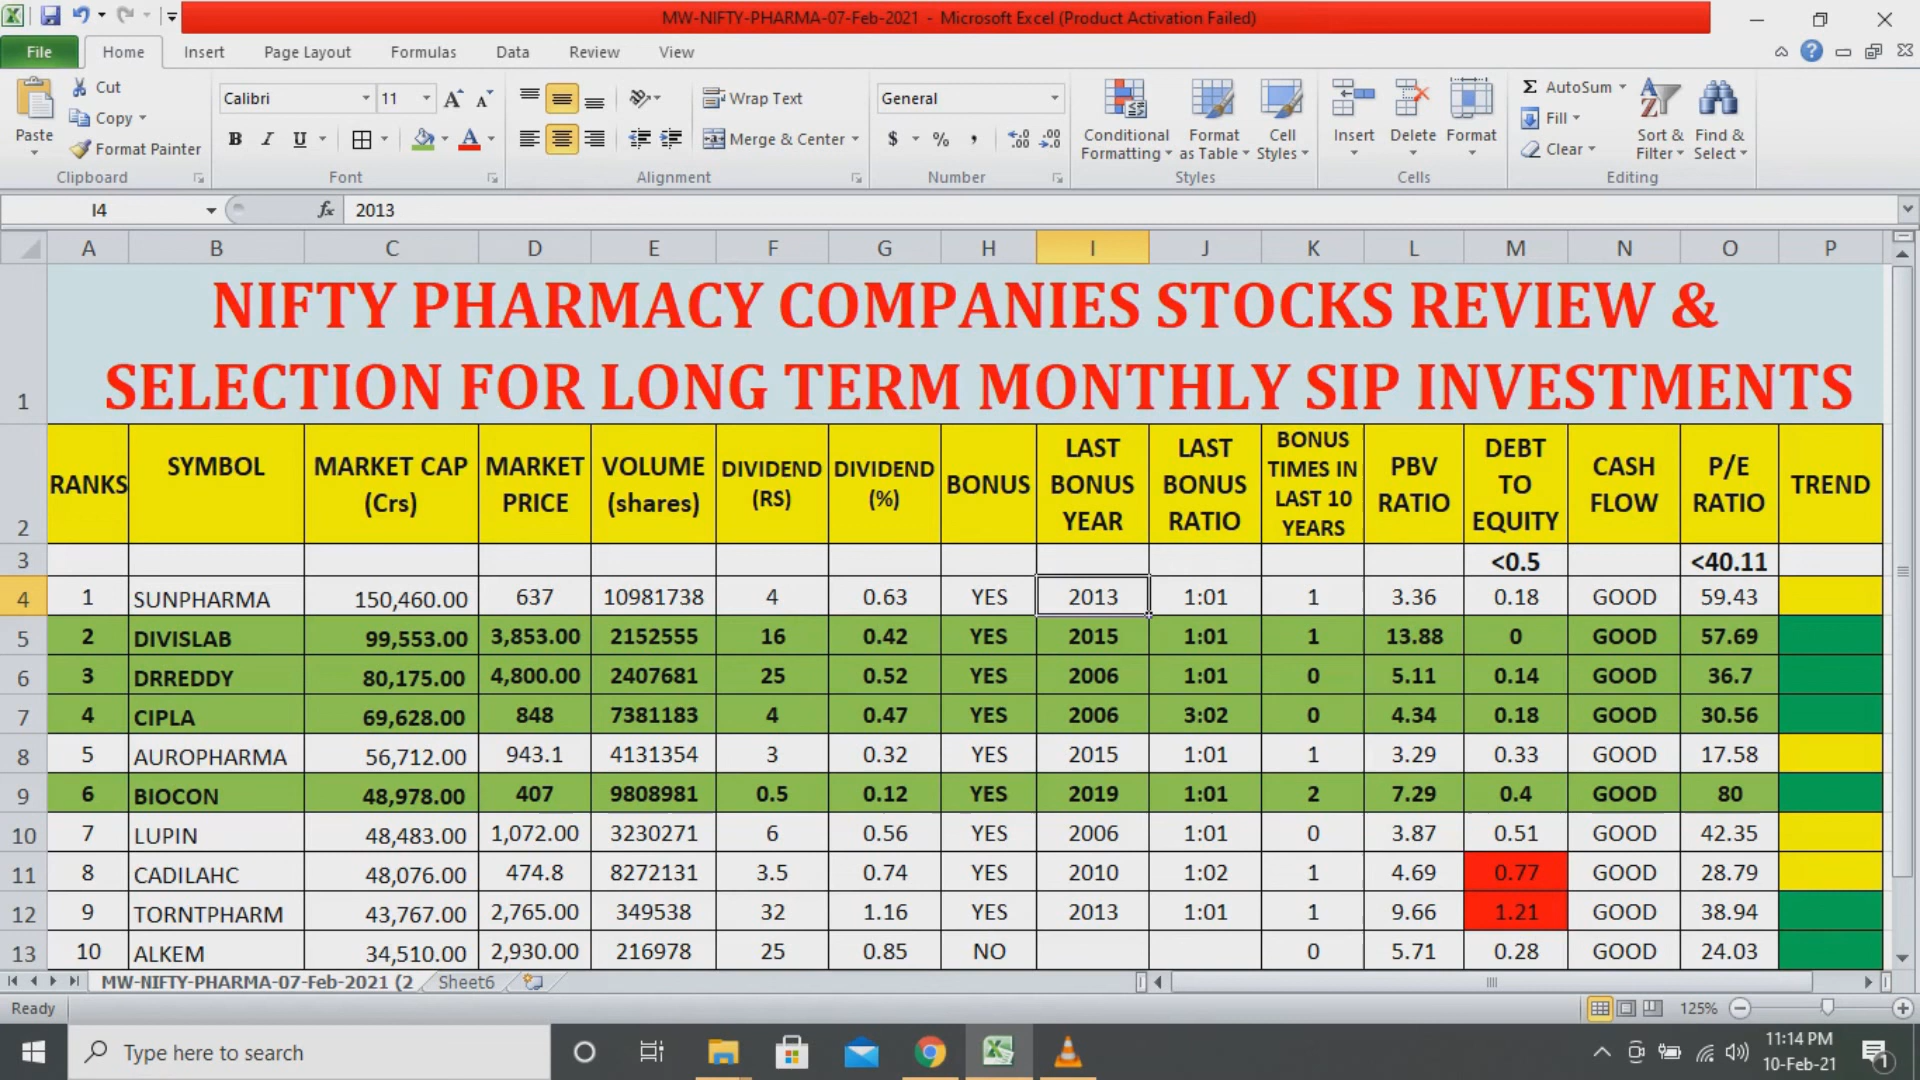 MW-NIFTY-PHARMA-07-Feb-2021 - Microsoft Excel (Product Activation Failed)
File Home Insert Page Layout Formulas Data Review View
Cut
Copy
Format Painter
Paste
Clipboard
Calibri 11
B I U
Font
Wrap Text
Merge & Center
Alignment
General
$ % ,
Number
Conditional Formatting
Format as Table
Cell Styles
Styles
Insert Delete Format
Cells
AutoSum
Fill
Clear
Sort & Filter
Find & Select
Editing
I4 fx 2013
A B C D E F G H I J K L M N O P
1 NIFTY PHARMACY COMPANIES STOCKS REVIEW &
SELECTION FOR LONG TERM MONTHLY SIP INVESTMENTS
2 RANKS SYMBOL MARKET CAP (Crs) MARKET PRICE VOLUME (shares) DIVIDEND (RS) DIVIDEND (%) BONUS LAST BONUS YEAR LAST BONUS RATIO BONUS TIMES IN LAST 10 YEARS PBV RATIO DEBT TO EQUITY CASH FLOW P/E RATIO TREND
3 <0.5 <40.11
4 1 SUNPHARMA 150,460.00 637 10981738 4 0.63 YES 2013 1:01 1 3.36 0.18 GOOD 59.43
5 2 DIVISLAB 99,553.00 3,853.00 2152555 16 0.42 YES 2015 1:01 1 13.88 0 GOOD 57.69
6 3 DRREDDY 80,175.00 4,800.00 2407681 25 0.52 YES 2006 1:01 0 5.11 0.14 GOOD 36.7
7 4 CIPLA 69,628.00 848 7381183 4 0.47 YES 2006 3:02 0 4.34 0.18 GOOD 30.56
8 5 AUROPHARMA 56,712.00 943.1 4131354 3 0.32 YES 2015 1:01 1 3.29 0.33 GOOD 17.58
9 6 BIOCON 48,978.00 407 9808981 0.5 0.12 YES 2019 1:01 2 7.29 0.4 GOOD 80
10 7 LUPIN 48,483.00 1,072.00 3230271 6 0.56 YES 2006 1:01 0 3.87 0.51 GOOD 42.35
11 8 CADILAHC 48,076.00 474.8 8272131 3.5 0.74 YES 2010 1:02 1 4.69 0.77 GOOD 28.79
12 9 TORNTPHARM 43,767.00 2,765.00 349538 32 1.16 YES 2013 1:01 1 9.66 1.21 GOOD 38.94
13 10 ALKEM 34,510.00 2,930.00 216978 25 0.85 NO 0 5.71 0.28 GOOD 24.03
MW-NIFTY-PHARMA-07-Feb-2021 (2 Sheet6
Ready 125%
Type here to search
11:14 PM
10-Feb-21
1